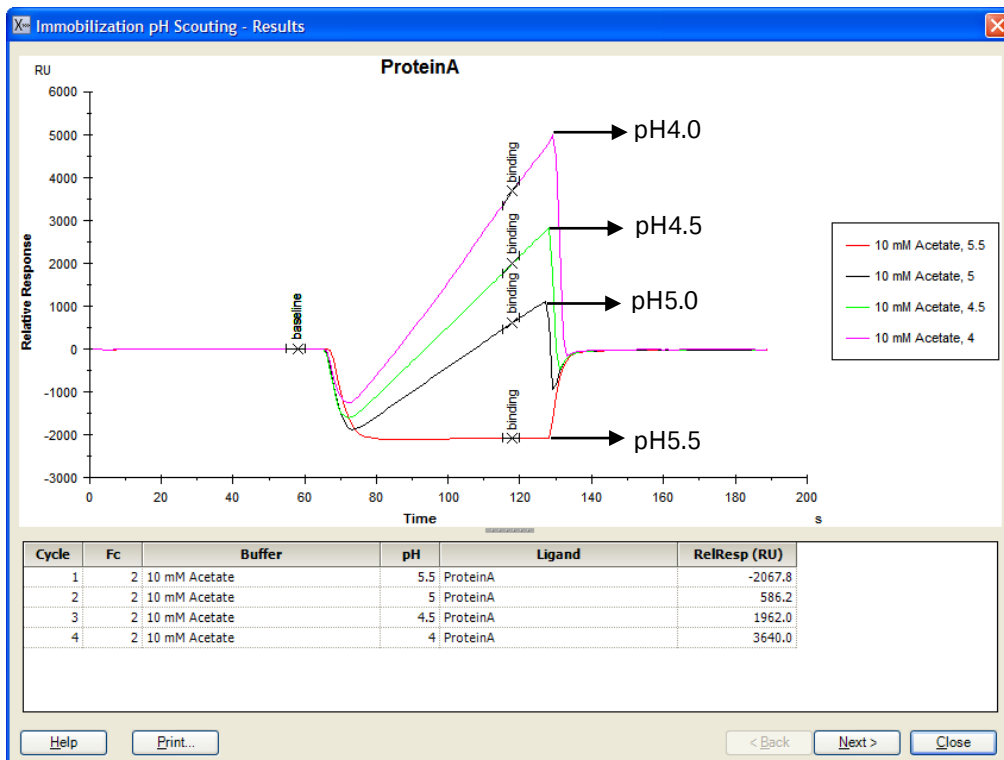 Immobilization pH Scouting - Results
ProteinA
RU
6000
5000
4000
3000
2000
1000
0
-1000
-2000
-3000
Relative Response
0 20 40 60 80 100 120 140 160 180 200
Time s
baseline
binding
binding
binding
binding
pH4.0
pH4.5
pH5.0
pH5.5
10 mM Acetate, 5.5
10 mM Acetate, 5
10 mM Acetate, 4.5
10 mM Acetate, 4
Cycle Fc Buffer pH Ligand RelResp (RU)
1 2 10 mM Acetate 5.5 ProteinA -2067.8
2 2 10 mM Acetate 5 ProteinA 586.2
3 2 10 mM Acetate 4.5 ProteinA 1962.0
4 2 10 mM Acetate 4 ProteinA 3640.0
Help Print... < Back Next > Close